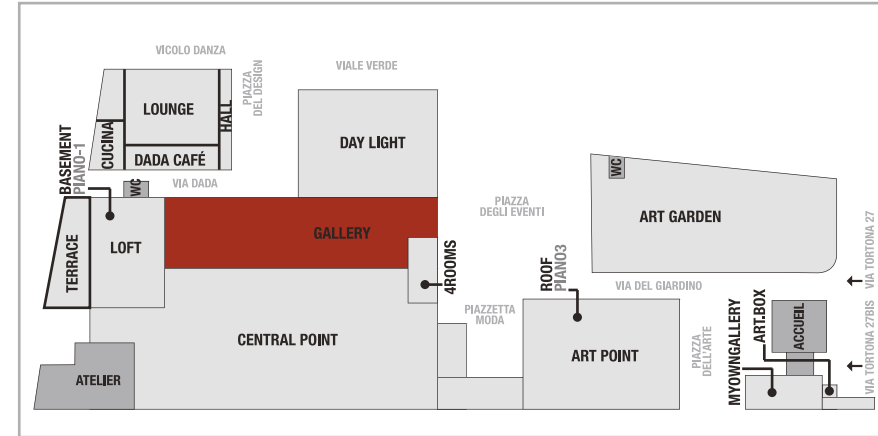 VICOLO DANZA
VIALE VERDE
PIAZZA
DEL DESIGN
LOUNGE
HALL
CUCINA
DADA CAFÉ
DAY LIGHT
BASEMENT
PIANO-1
WC
VIA DADA
WC
PIAZZA
DEGLI EVENTI
ART GARDEN
VIA TORTONA 27
TERRACE
LOFT
GALLERY
4ROOMS
ROOF
PIANO3
VIA DEL GIARDINO
PIAZZETTA
MODA
CENTRAL POINT
ART POINT
PIAZZA
DELL'ARTE
MYOWNGALLERY
ART.BOX
ACCUEIL
VIA TORTONA 27BIS
ATELIER